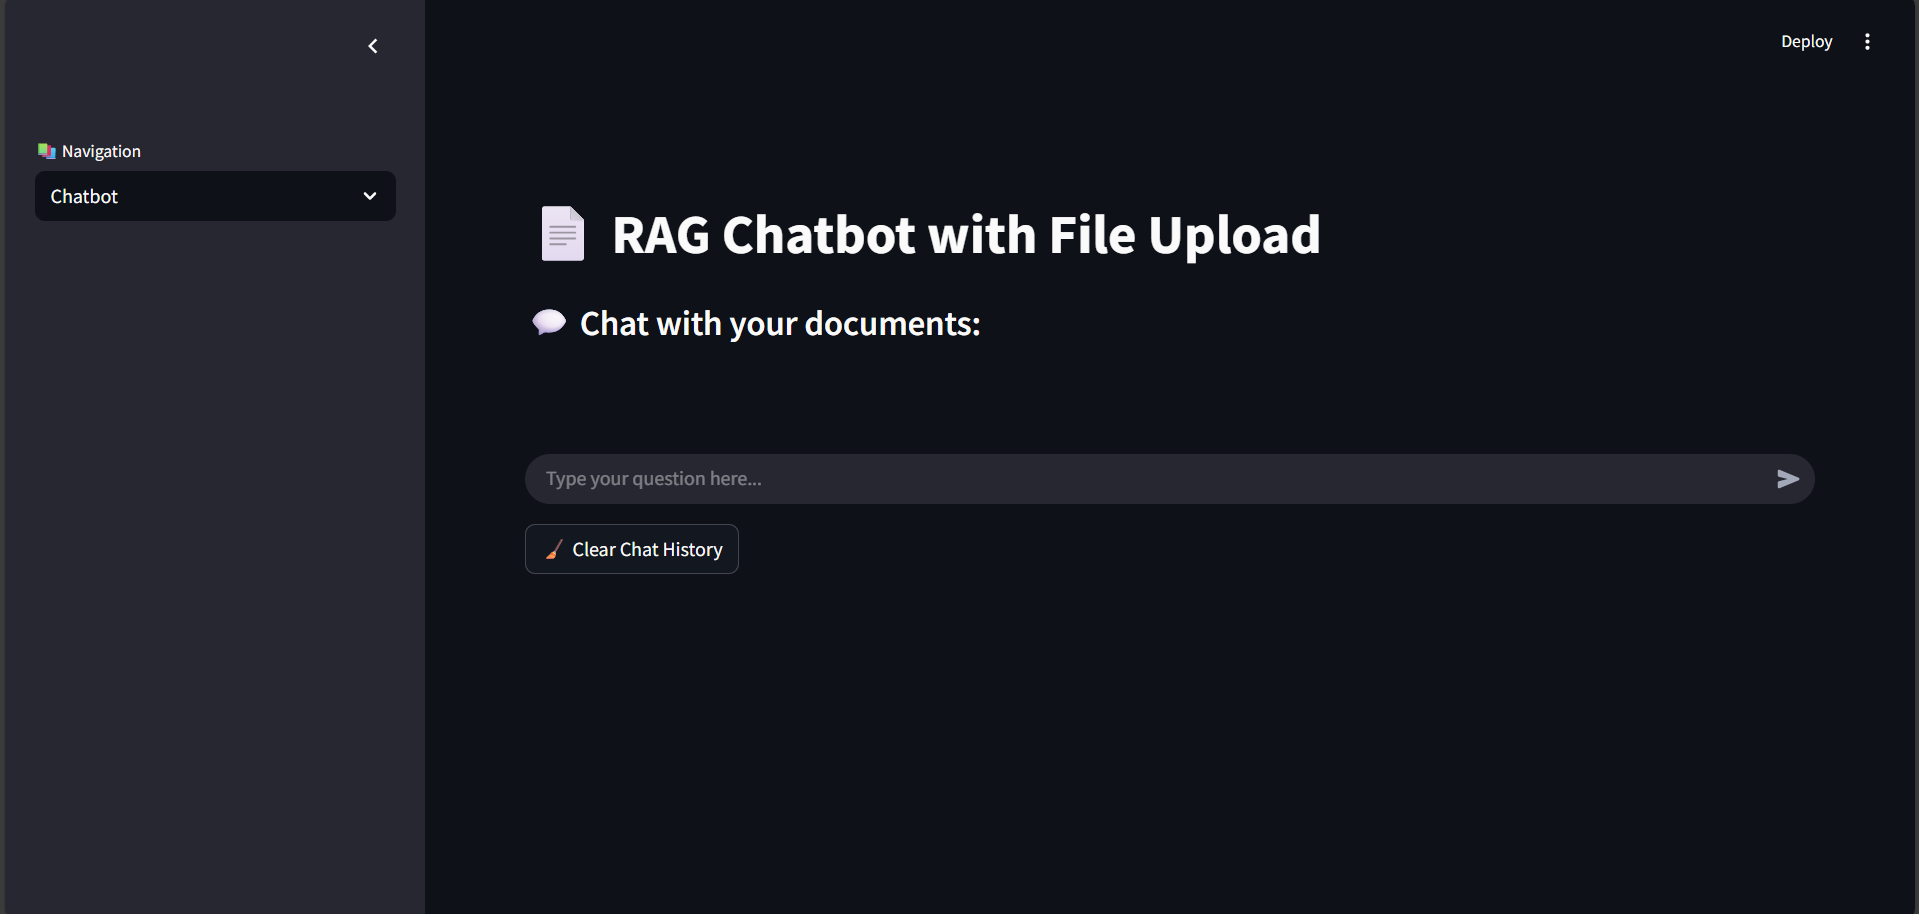 Deploy
Navigation
Chatbot
RAG Chatbot with File Upload
Chat with your documents:
Type your question here...
Clear Chat History